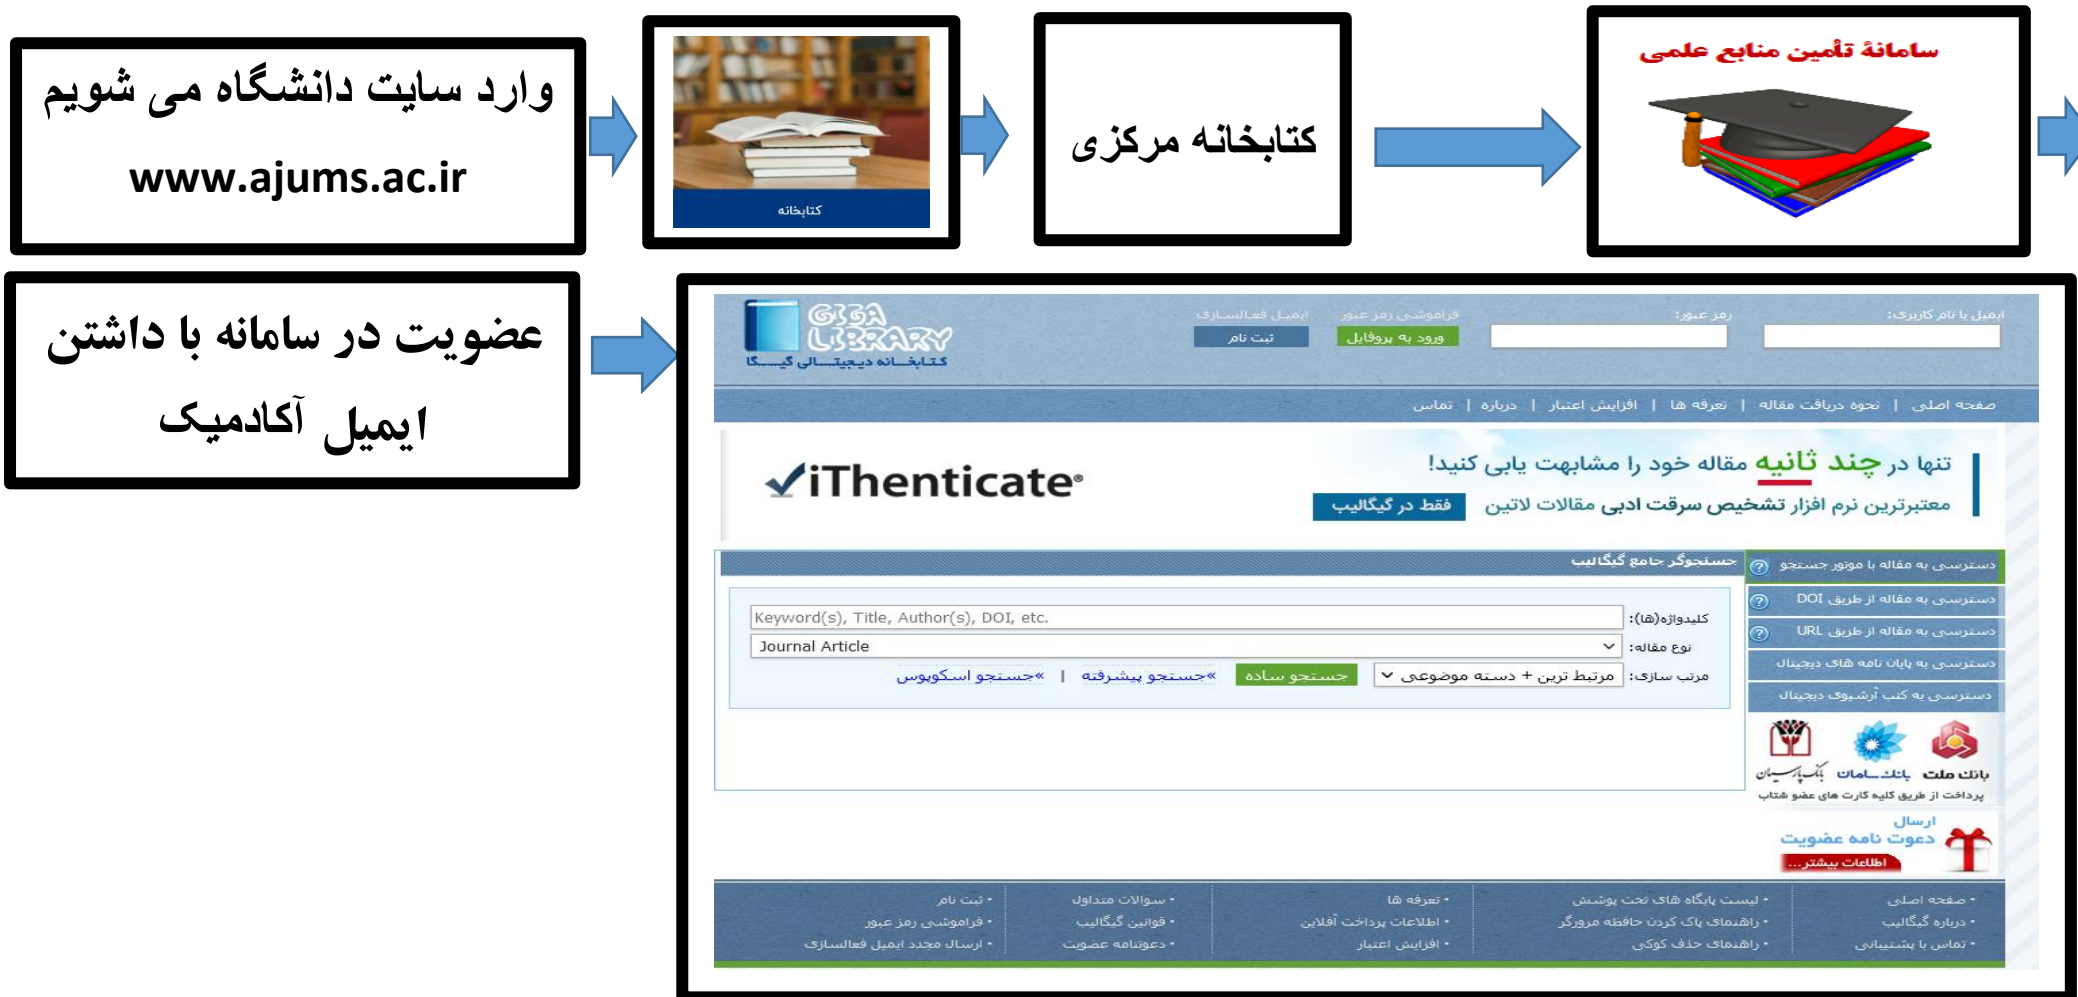 وارد سایت دانشگاه می شویم
www.ajums.ac.ir
کتابخانه
کتابخانه مرکزی
سامانهٔ تأمین منابع علمی
عضویت در سامانه با داشتن
ایمیل آکادمیک
GIGA
LIBRARY
کتابخانه دیجیتالی گیگا
ایمیل یا نام کاربری:
رمز عبور:
فراموشی رمز عبور
ایمیل فعالسازی
ورود به پروفایل
ثبت نام
صفحه اصلی | نحوه دریافت مقاله | تعرفه ها | افزایش اعتبار | درباره | تماس
تنها در چند ثانیه مقاله خود را مشابهت یابی کنید!
معتبرترین نرم افزار تشخیص سرقت ادبی مقالات لاتین
فقط در گیگالیب
iThenticate®
دسترسی به مقاله با موتور جستجو
دسترسی به مقاله از طریق DOI
دسترسی به مقاله از طریق URL
دسترسی به پایان نامه های دیجیتال
دسترسی به کتب آرشیوی دیجیتال
جستجوگر جامع گیگالیب
کلیدواژه(ها):
Keyword(s), Title, Author(s), DOI, etc.
نوع مقاله:
Journal Article
مرتب سازی: مرتبط ترین + دسته موضوعی
جستجو ساده
»جستجو پیشرفته | »جستجو اسکوپوس
بانک ملت
بانک سامان
بانک پارسیان
پرداخت از طریق کلیه کارت های عضو شتاب
ارسال
دعوت نامه عضویت
اطلاعات بیشتر...
• صفحه اصلی
• درباره گیگالیب
• تماس با پشتیبانی
• لیست پایگاه های تحت پوشش
• راهنمای پاک کردن حافظه مرورگر
• راهنمای حذف کوکی
• تعرفه ها
• اطلاعات پرداخت آفلاین
• افزایش اعتبار
• سوالات متداول
• قوانین گیگالیب
• دعوتنامه عضویت
• ثبت نام
• فراموشی رمز عبور
• ارسال مجدد ایمیل فعالسازی